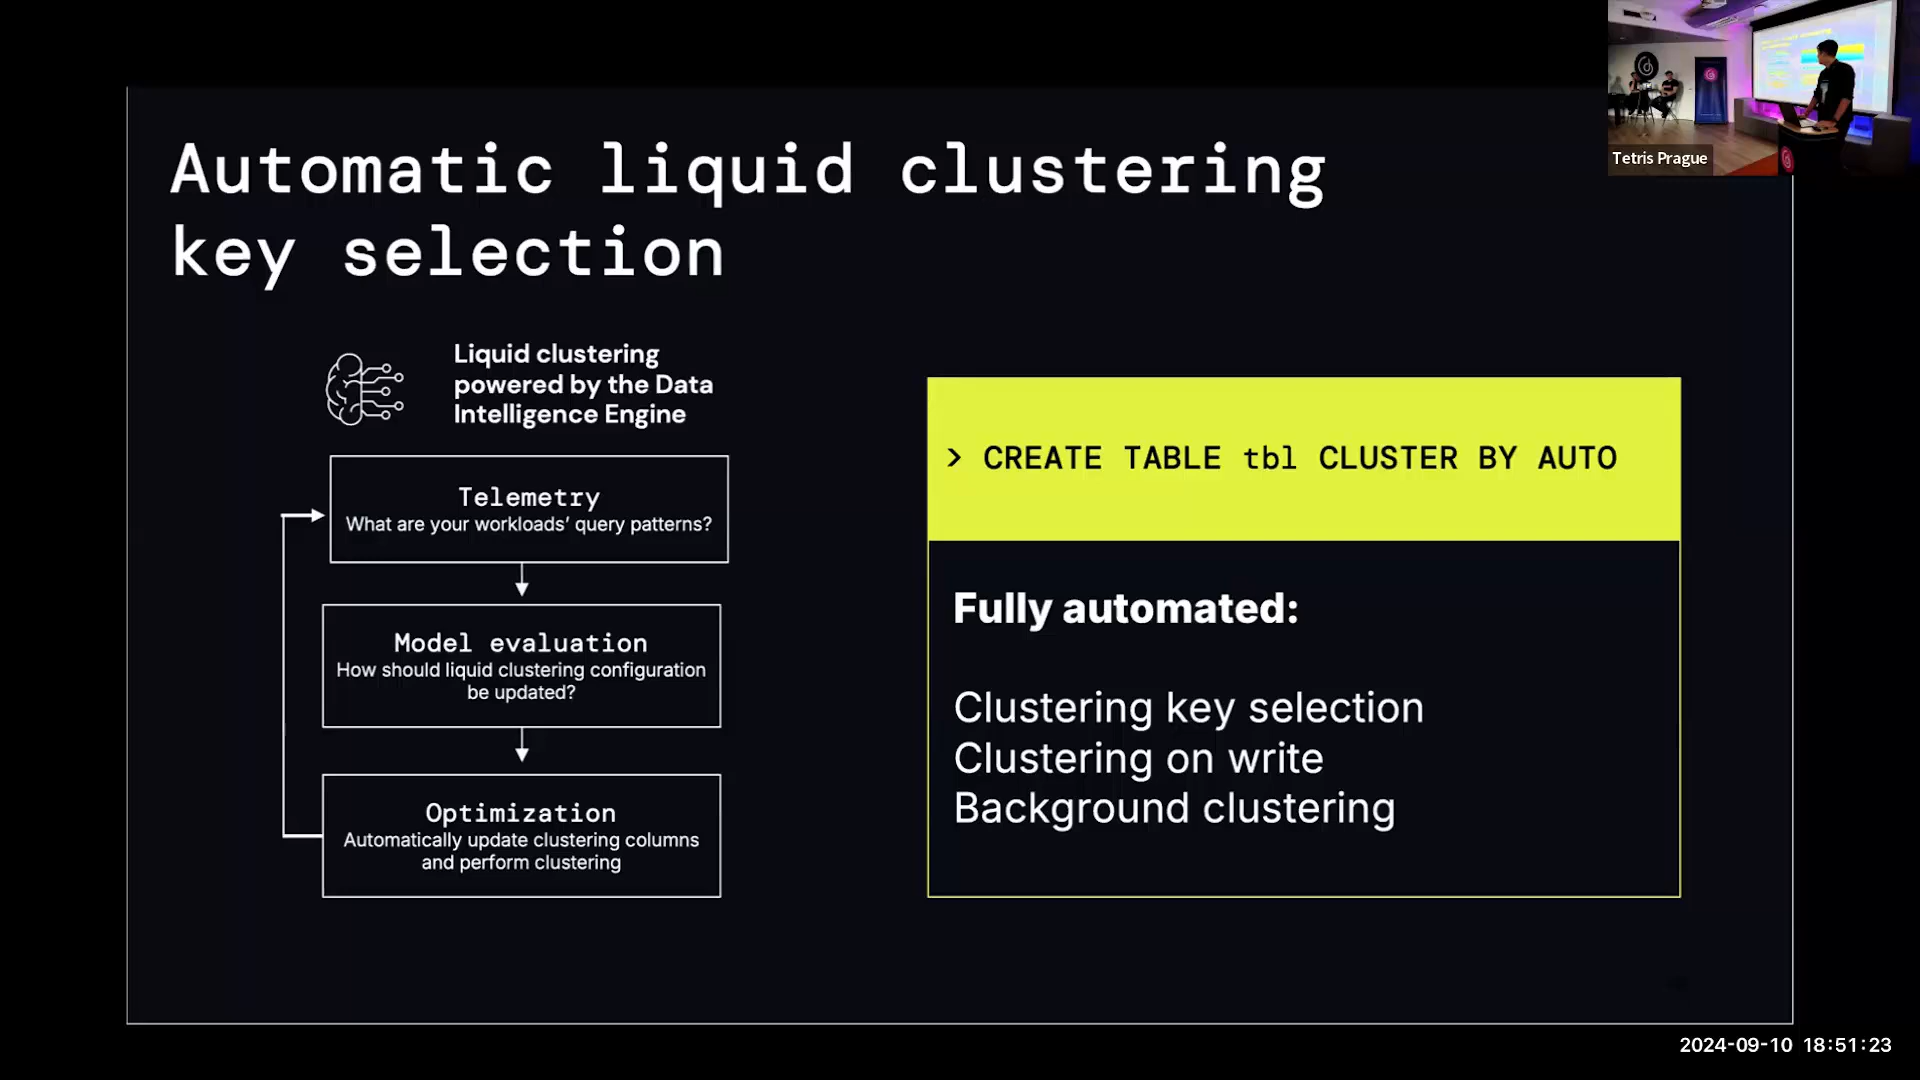 Automatic liquid clustering
key selection
Liquid clustering
powered by the Data
Intelligence Engine
Telemetry
What are your workloads’ query patterns?
Model evaluation
How should liquid clustering configuration
be updated?
Optimization
Automatically update clustering columns
and perform clustering
> CREATE TABLE tbl CLUSTER BY AUTO
Fully automated:
Clustering key selection
Clustering on write
Background clustering
Tetris Prague
2024-09-10 18:51:23